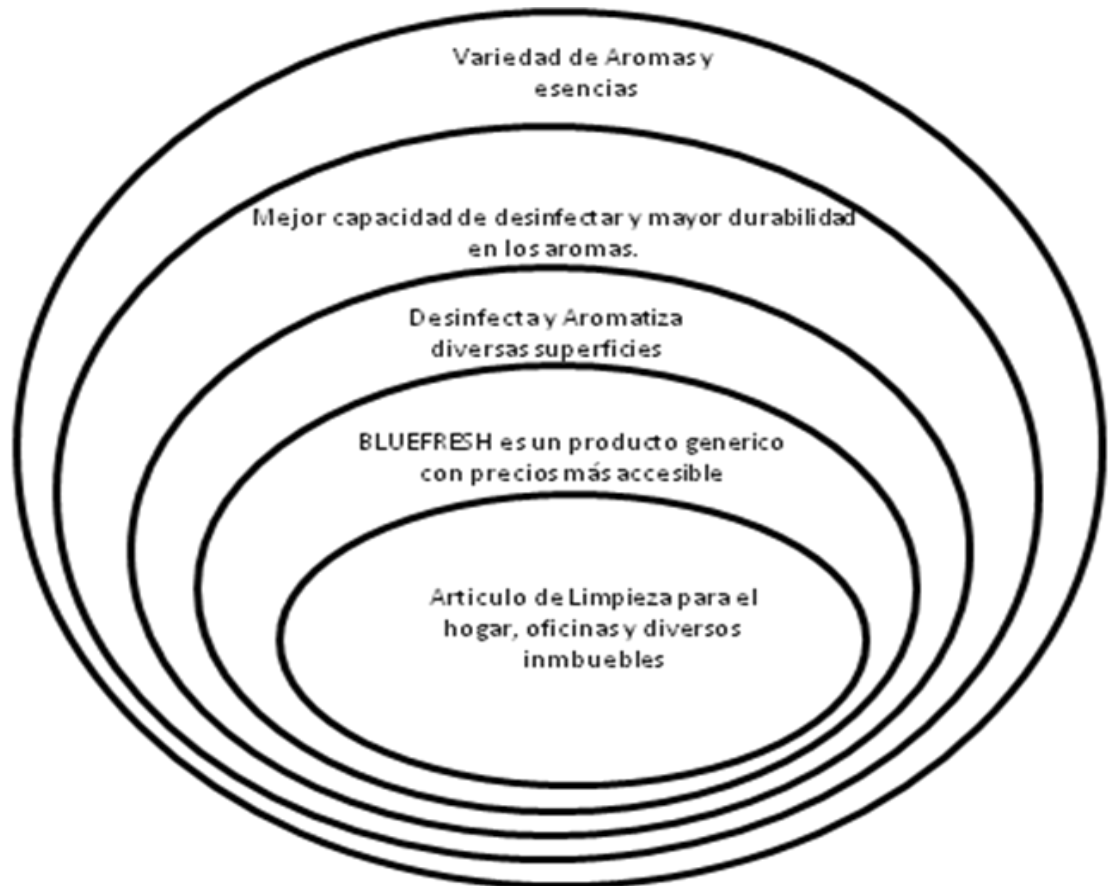 Variedad de Aromas y
esencias
Mejor capacidad de desinfectar y mayor durabilidad
en los aromas.
Desinfecta y Aromatiza
diversas superficies
BLUEFRESH es un producto generico
con precios más accesible
Articulo de Limpieza para el
hogar, oficinas y diversos
inmbuebles